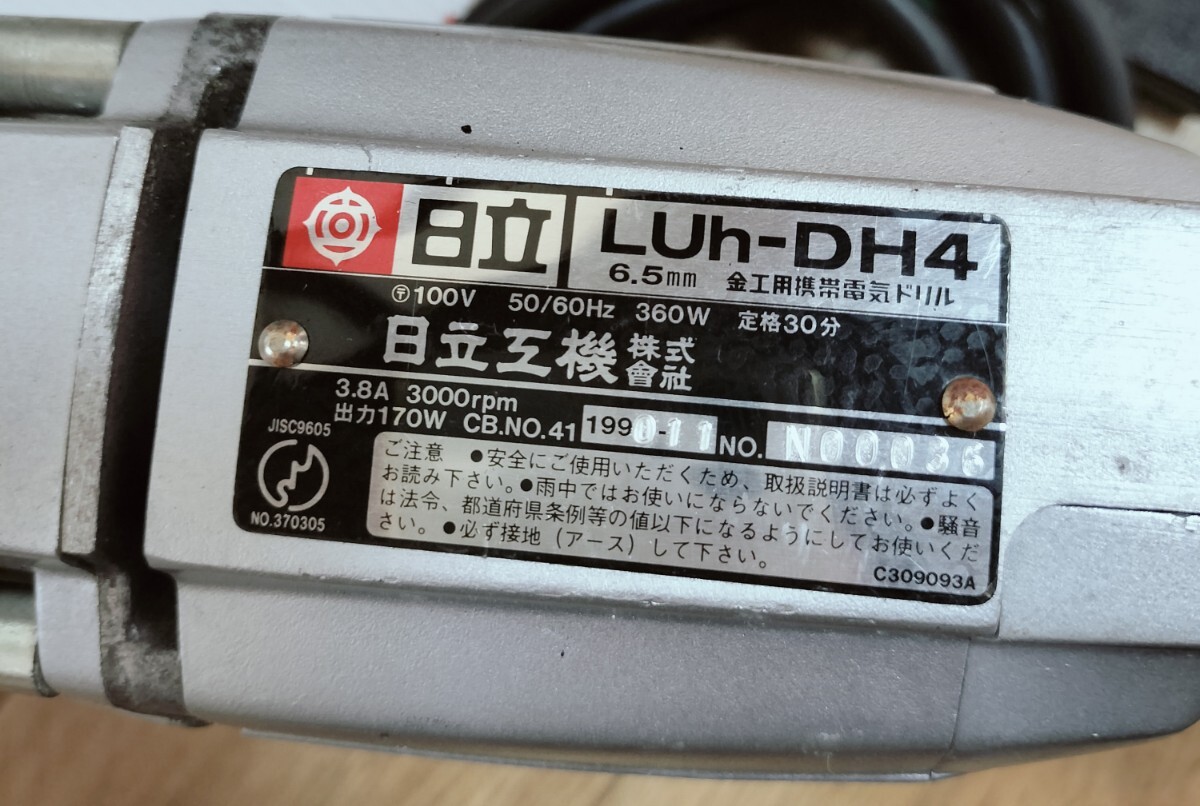 日立
LUh-DH4
6.5mm 金工用携帯電気ドリル
〒100V 50/60Hz 360W 定格30分
日立工機株式會社
3.8A 3000rpm
出力170W CB.NO.41 1990-11 NO. N00036
JISC9605
NO.370305
ご注意 ●安全にご使用いただくため、取扱説明書は必ずよく
お読み下さい。●雨中ではお使いにならないでください。●騒音
は法令、都道府県条例等の値以下になるようにしてお使いくだ
さい。●必ず接地(アース)して下さい。
C309093A